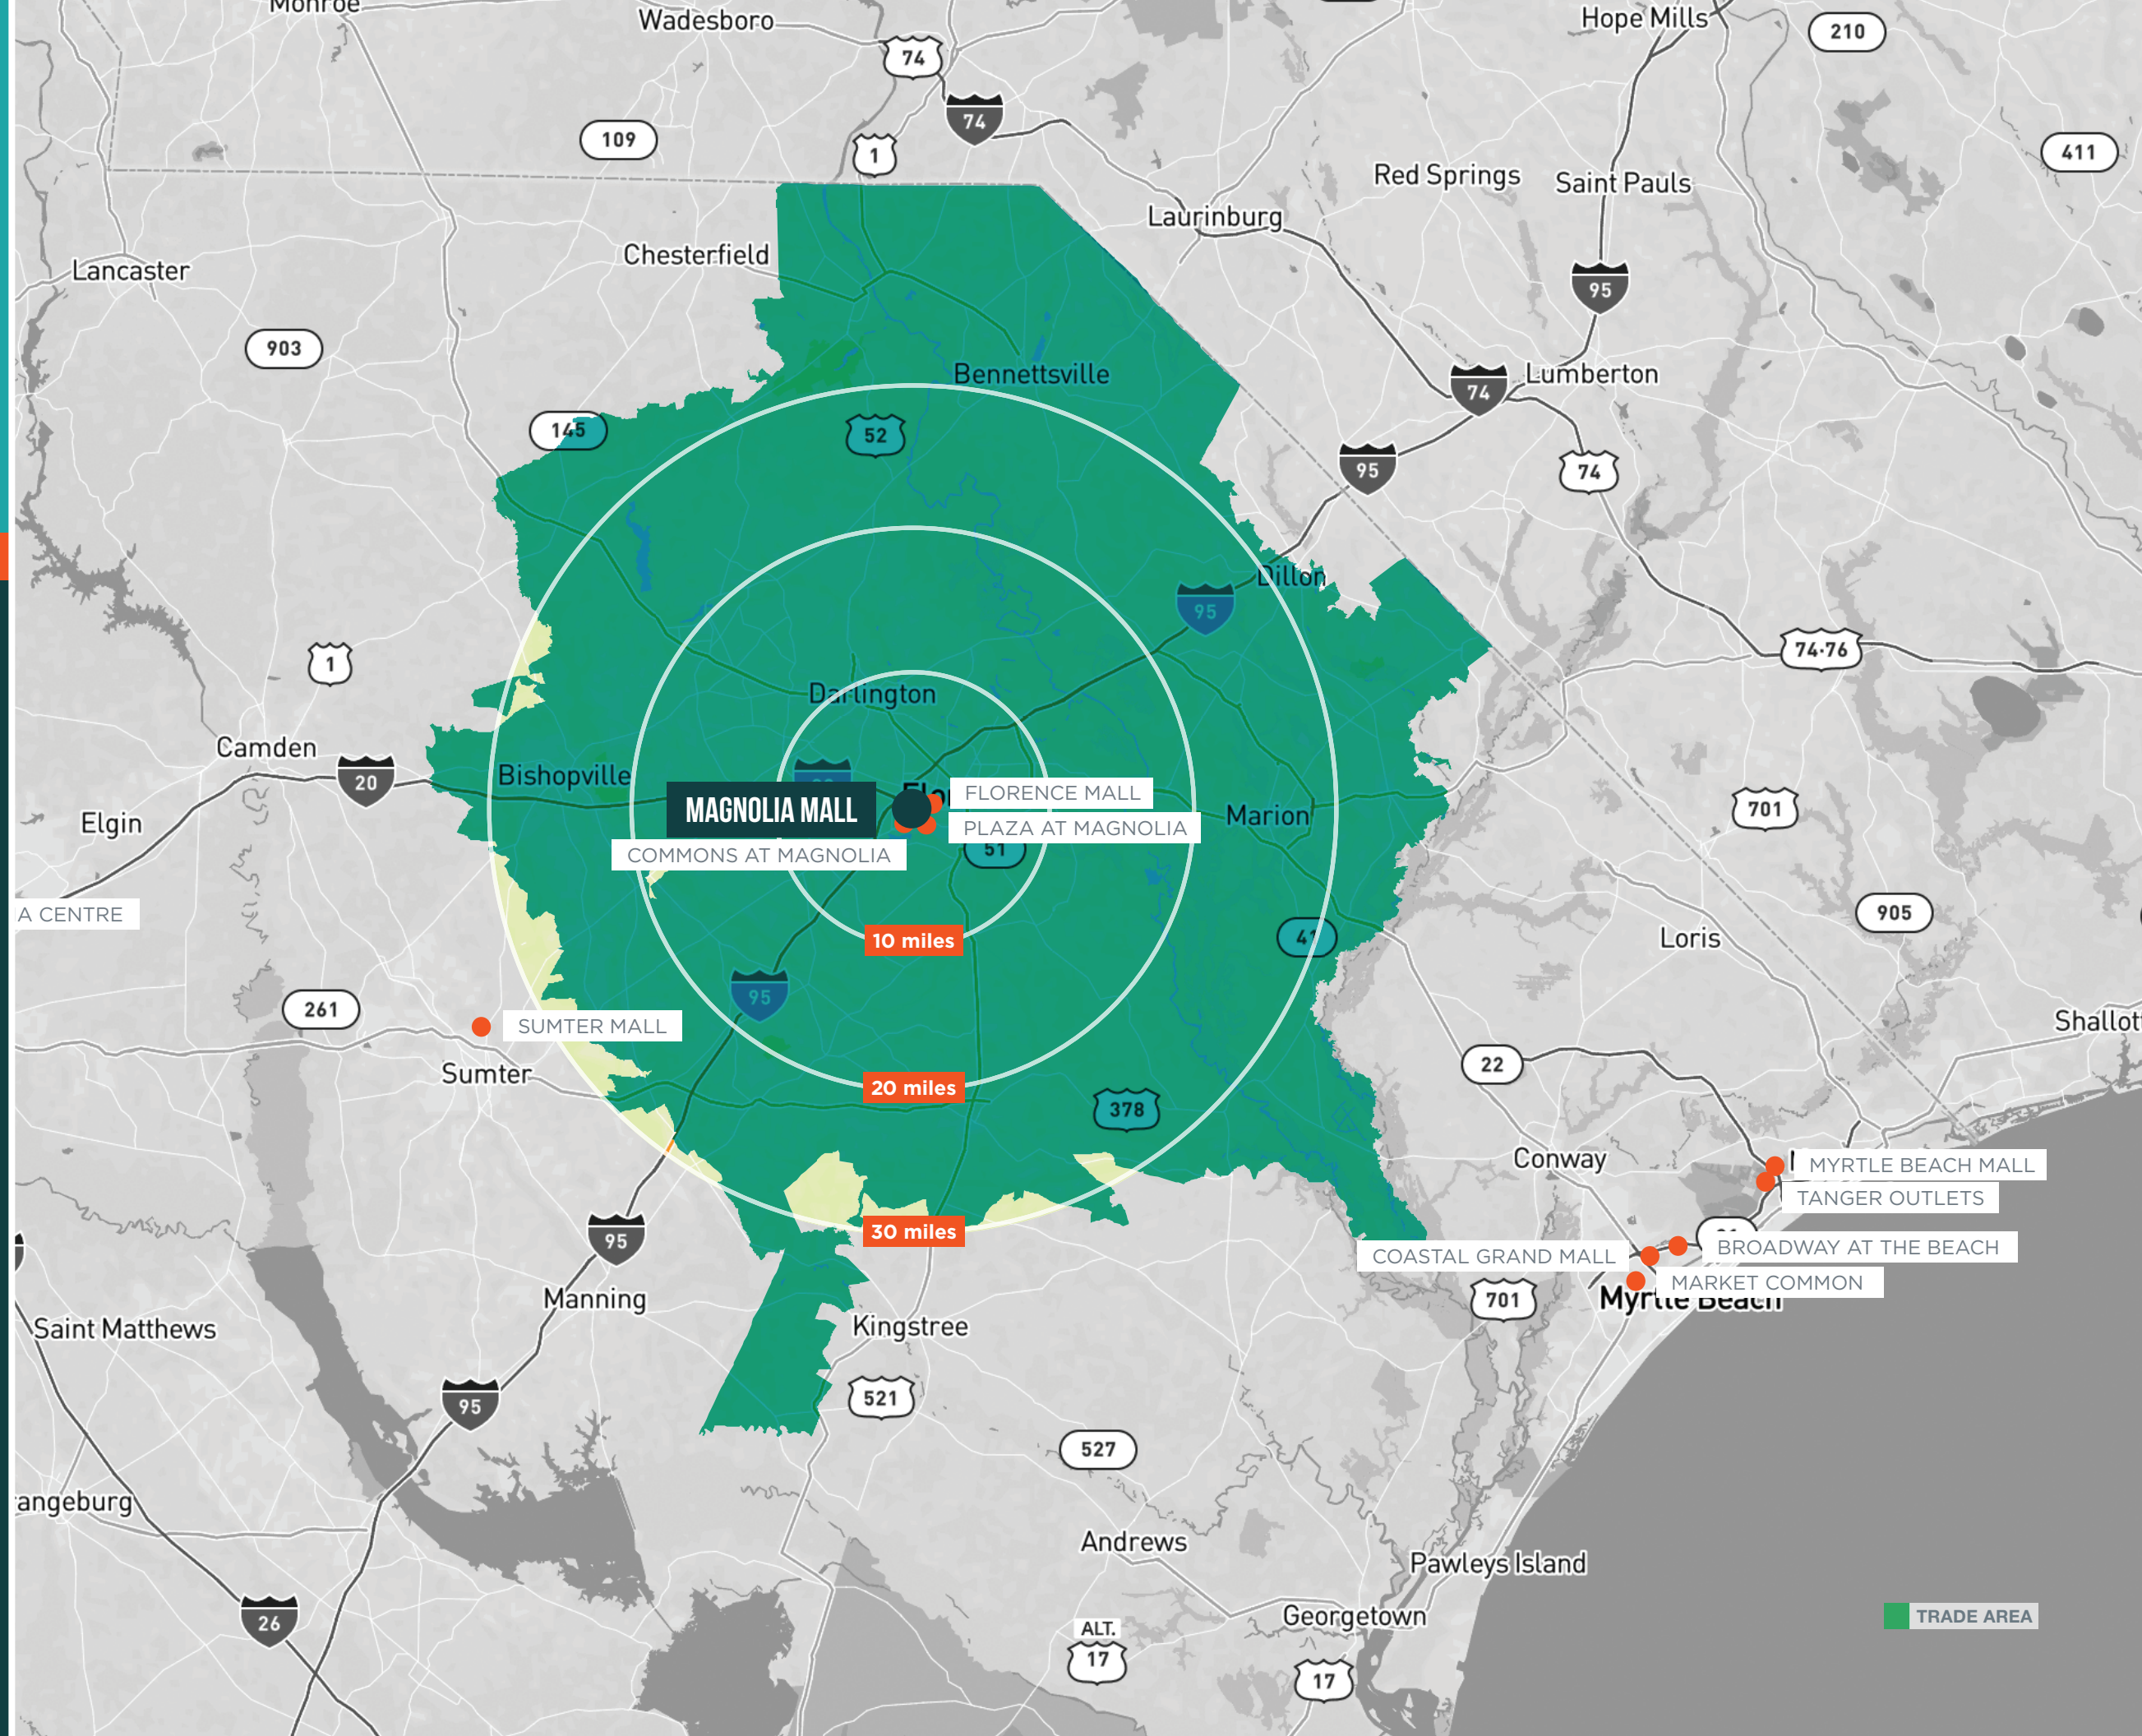 Monroe
Wadesboro
Hope Mills
210
74
74
109
1
411
Red Springs
Saint Pauls
Laurinburg
Chesterfield
Lancaster
95
903
Bennettsville
74
Lumberton
145
52
95
74
Dillon
95
1
74·76
Darlington
Camden
20
Bishopville
MAGNOLIA MALL
FLORENCE MALL
701
Elgin
Marion
PLAZA AT MAGNOLIA
COMMONS AT MAGNOLIA
51
A CENTRE
905
10 miles
41
Loris
95
261
SUMTER MALL
22
Sumter
20 miles
378
Conway
MYRTLE BEACH MALL
TANGER OUTLETS
30 miles
95
BROADWAY AT THE BEACH
COASTAL GRAND MALL
MARKET COMMON
Manning
701
Myrtle Beach
Saint Matthews
Kingstree
521
95
527
Andrews
Pawleys Island
26
Georgetown
TRADE AREA
ALT.
17
17